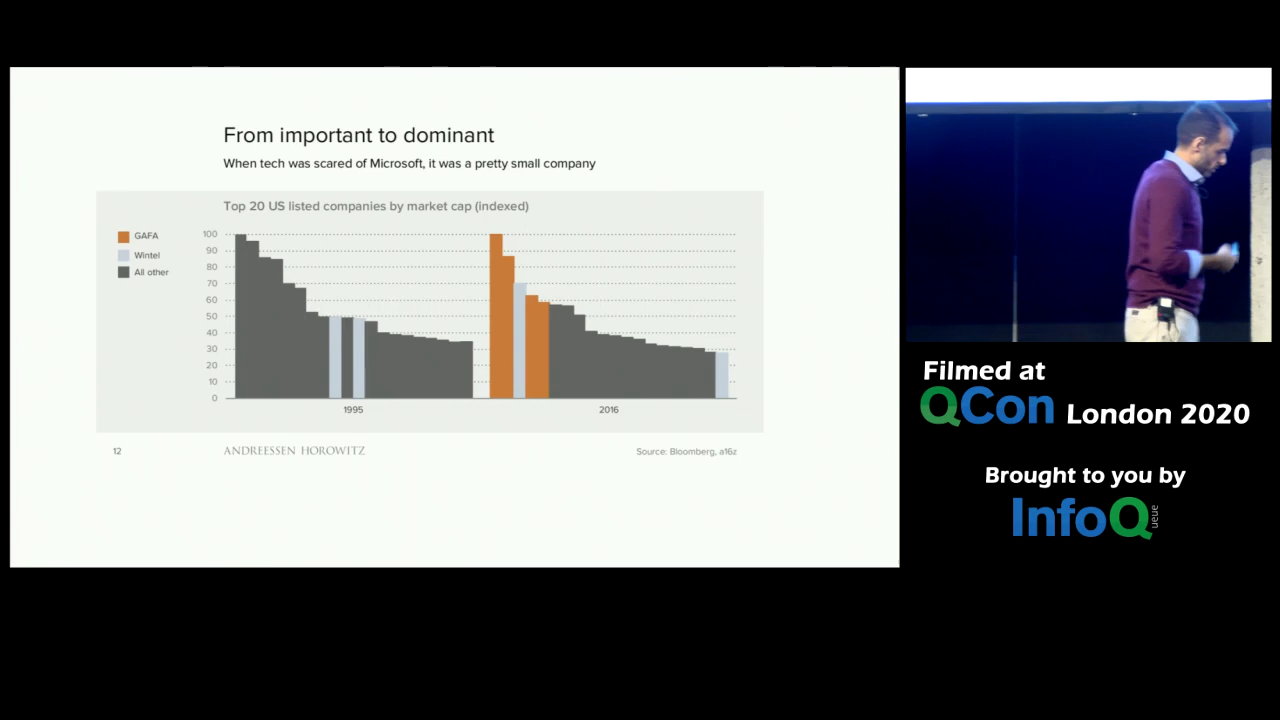 From important to dominant
When tech was scared of Microsoft, it was a pretty small company
Top 20 US listed companies by market cap (indexed)
GAFA
Wintel
All other
100
90
80
70
60
50
40
30
20
10
0
1995
2016
12
ANDREESSEN HOROWITZ
Source: Bloomberg, a16z
Filmed at
QCon London 2020
Brought to you by
InfoQueue